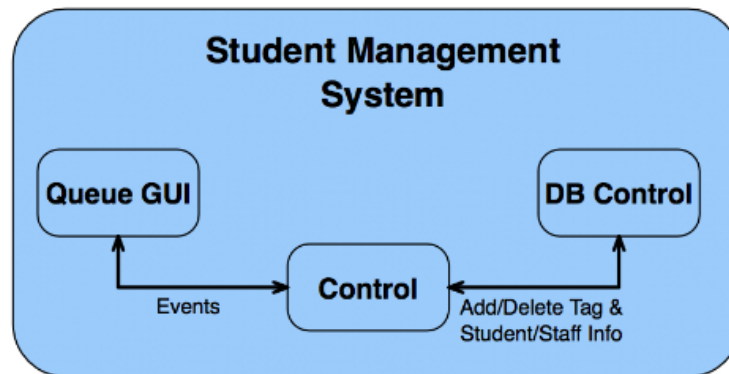 Student Management
System
Queue GUI
DB Control
Control
Events
Add/Delete Tag &
Student/Staff Info